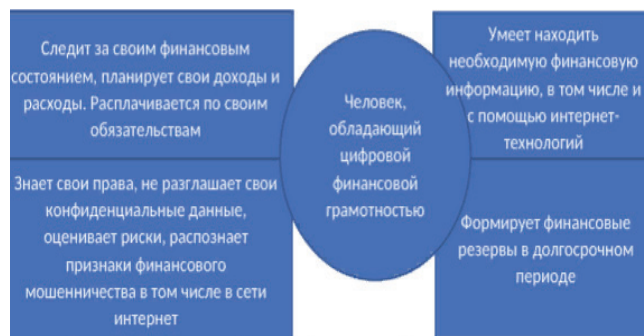 Следит за своим финансовым
состоянием, планирует свои доходы и
расходы. Расплачивается по своим
обязательствам
Человек,
обладающий
цифровой
финансовой
грамотностью
Умеет находить
необходимую финансовую
информацию, в том числе и
с помощью интернет-
технологий
Знает свои права, не разглашает свои
конфиденциальные данные,
оценивает риски, распознает
признаки финансового
мошенничества в том числе в сети
интернет
Формирует финансовые
резервы в долгосрочном
периоде